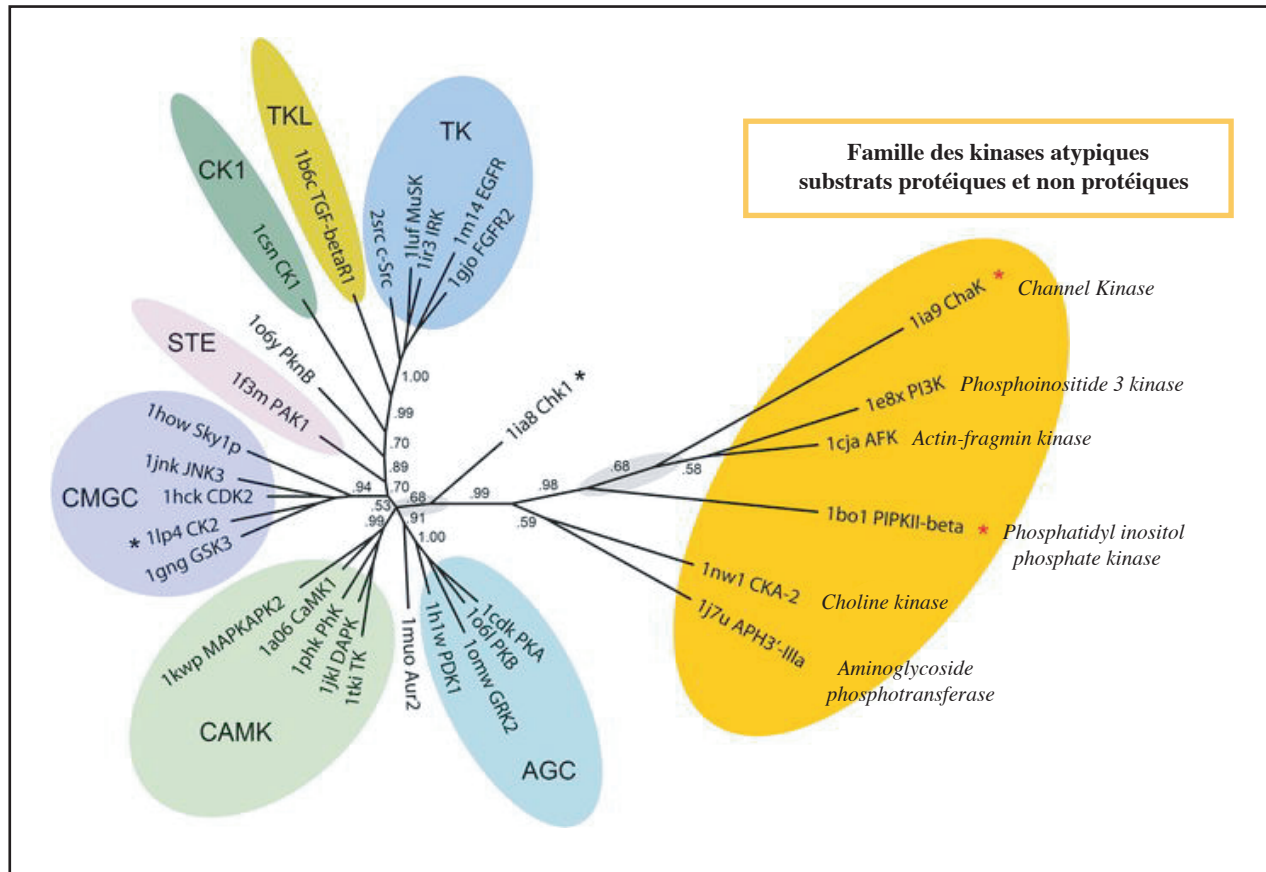 TKL
TK
CK1
1b6c TGF-betaR1
2src c-Src
1luf MuSK
1ir3 IRK
1m14 EGFR
1gjo FGFR2
1csn CK1
Famille des kinases atypiques
substrats protéiques et non protéiques
STE
1o6y PknB
1f3m PAK1
1ia8 Chk1 *
1ia9 ChaK *
Channel Kinase
1e8x PI3K
Phosphoinositide 3 kinase
1cja AFK
Actin-fragmin kinase
1bo1 PIPKII-beta *
Phosphatidyl inositol
phosphate kinase
1nw1 CKA-2
Choline kinase
1j7u APH3'-IIIa
Aminoglycoside
phosphotransferase
CMGC
1how Sky1p
1jnk JNK3
1hck CDK2
* 1lp4 CK2
1gng GSK3
1.00
.99
.70
.89
.70
.94
.53
.68
.99
.91
1.00
.99
.98
.59
.68
.58
1kwp MAPKAPK2
1a06 CaMK1
1phk PhK
1jkl DAPK
1tki TK
CAMK
1muo Aur2
1h1w PDK1
1omw GRK2
1o6l PKB
1cdk PKA
AGC